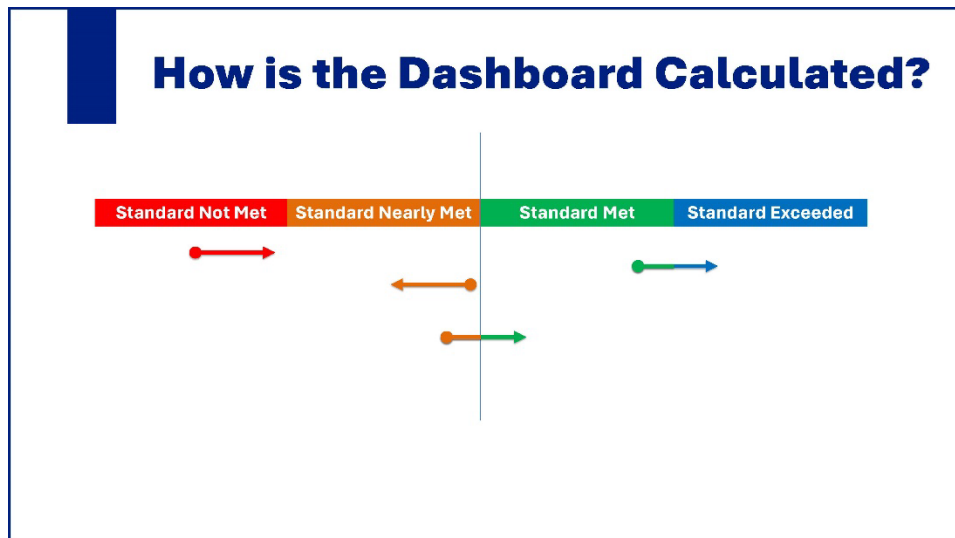 How is the Dashboard Calculated?
Standard Not Met
Standard Nearly Met
Standard Met
Standard Exceeded